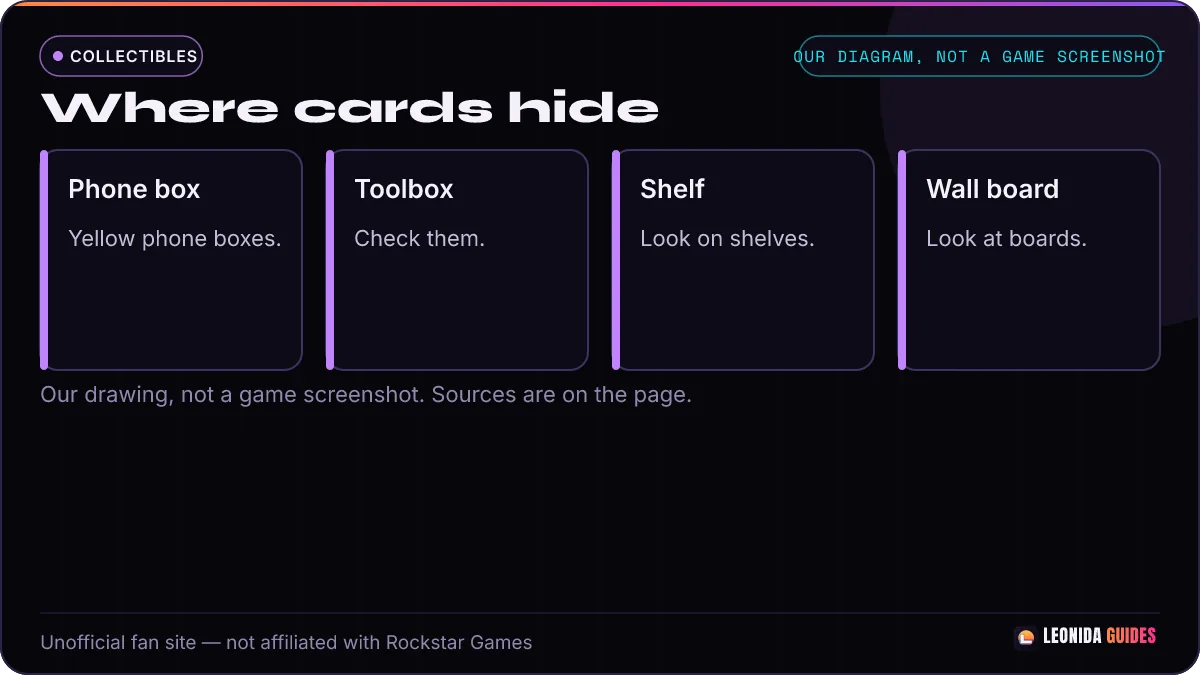 COLLECTIBLES
OUR DIAGRAM, NOT A GAME SCREENSHOT
Where cards hide
Phone box
Yellow phone boxes.
Toolbox
Check them.
Shelf
Look on shelves.
Wall board
Look at boards.
Our drawing, not a game screenshot. Sources are on the page.
Unofficial fan site — not affiliated with Rockstar Games
LEONIDA GUIDES